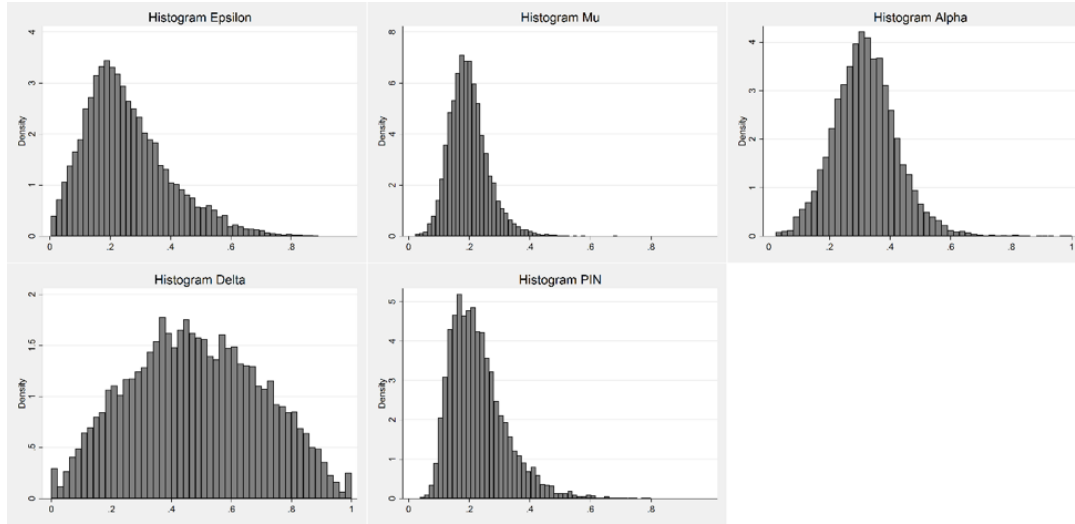 Histogram Epsilon
Density
0 1 2 3 4
0 .2 .4 .6 .8
Histogram Mu
Density
0 2 4 6 8
0 .2 .4 .6 .8
Histogram Alpha
Density
0 1 2 3 4
0 .2 .4 .6 .8 1
Histogram Delta
Density
0 .5 1 1.5 2
0 .2 .4 .6 .8 1
Histogram PIN
Density
0 1 2 3 4 5
0 .2 .4 .6 .8